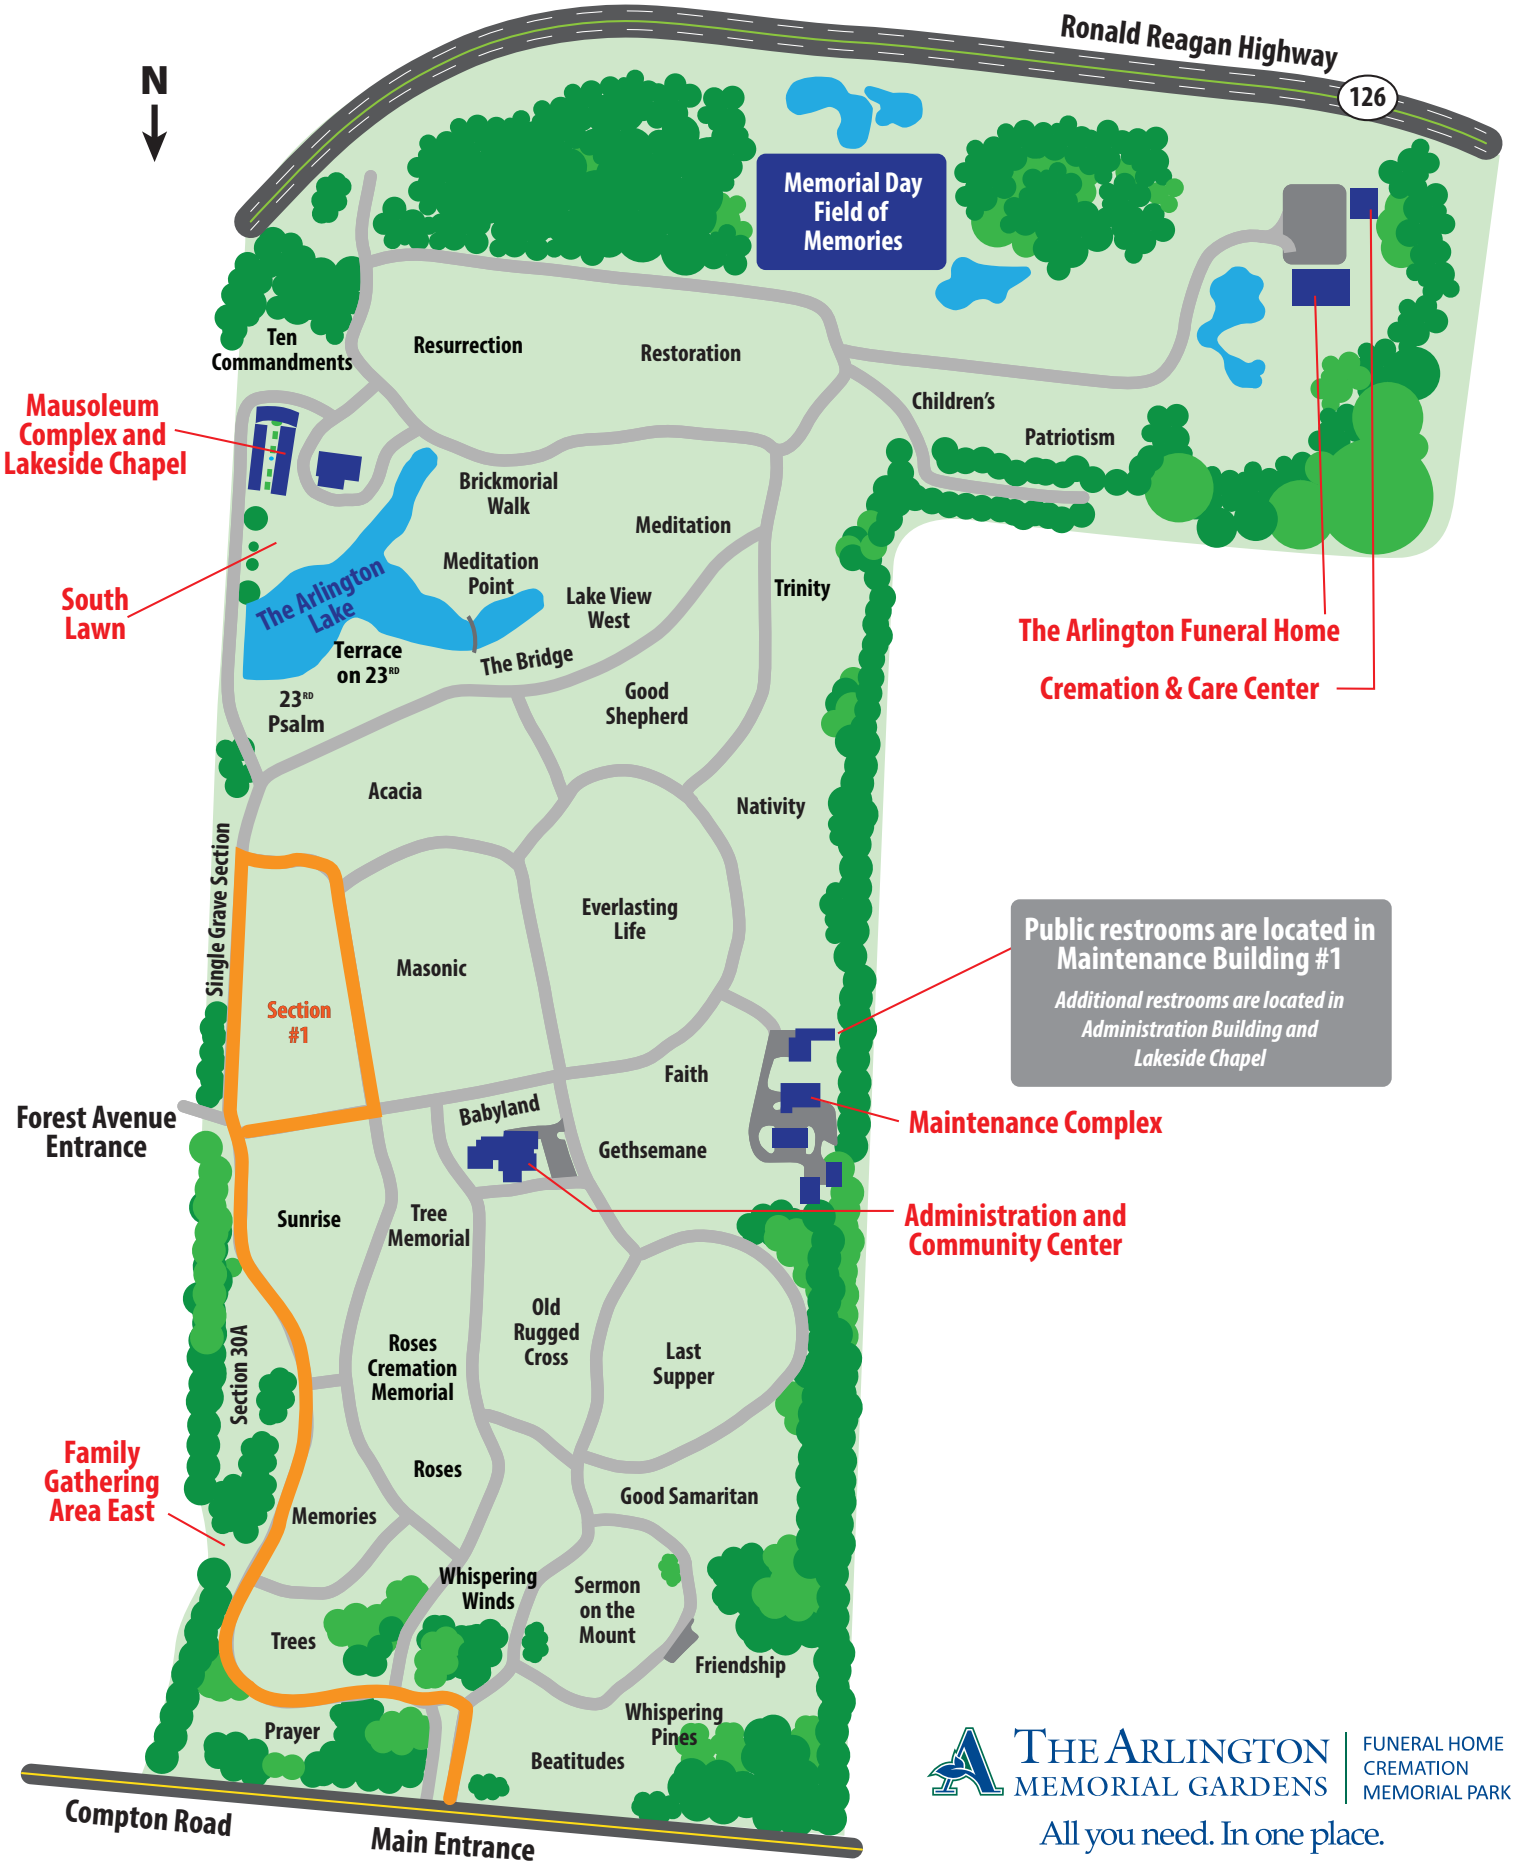 Ronald Reagan Highway
126
N
Memorial Day
Field of
Memories
Ten
Commandments
Resurrection
Restoration
Children's
Patriotism
Mausoleum
Complex and
Lakeside Chapel
Brickmorial
Walk
Meditation
South
Lawn
The Arlington
Lake
Meditation
Point
Lake View
West
Trinity
Terrace
on 23RD
The Bridge
23RD
Psalm
Good
Shepherd
The Arlington Funeral Home
Cremation & Care Center
Acacia
Nativity
Single Grave Section
Everlasting
Life
Masonic
Section
#1
Public restrooms are located in
Maintenance Building #1
Additional restrooms are located in
Administration Building and
Lakeside Chapel
Faith
Forest Avenue
Entrance
Babyland
Gethsemane
Maintenance Complex
Sunrise
Tree
Memorial
Administration and
Community Center
Section 30A
Old
Rugged
Cross
Roses
Cremation
Memorial
Last
Supper
Family
Gathering
Area East
Roses
Memories
Good Samaritan
Whispering
Winds
Sermon
on the
Mount
Trees
Friendship
Prayer
Whispering
Pines
Beatitudes
Compton Road
Main Entrance
THE ARLINGTON
MEMORIAL GARDENS
FUNERAL HOME
CREMATION
MEMORIAL PARK
All you need. In one place.